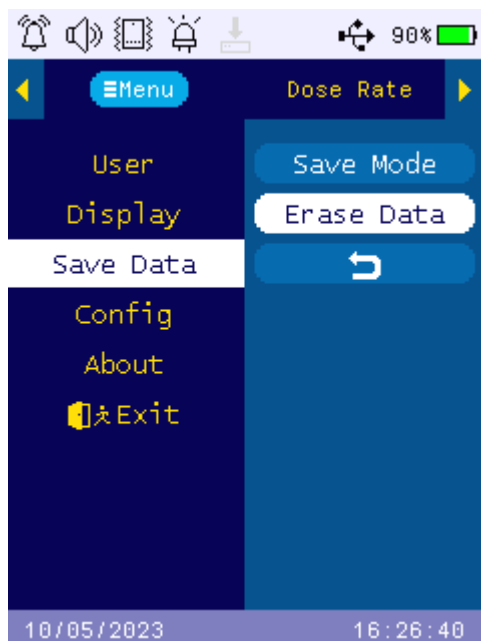 90%
Menu Dose Rate
User Save Mode
Display Erase Data
Save Data
Config
About
Exit
10/05/2023 16:26:40